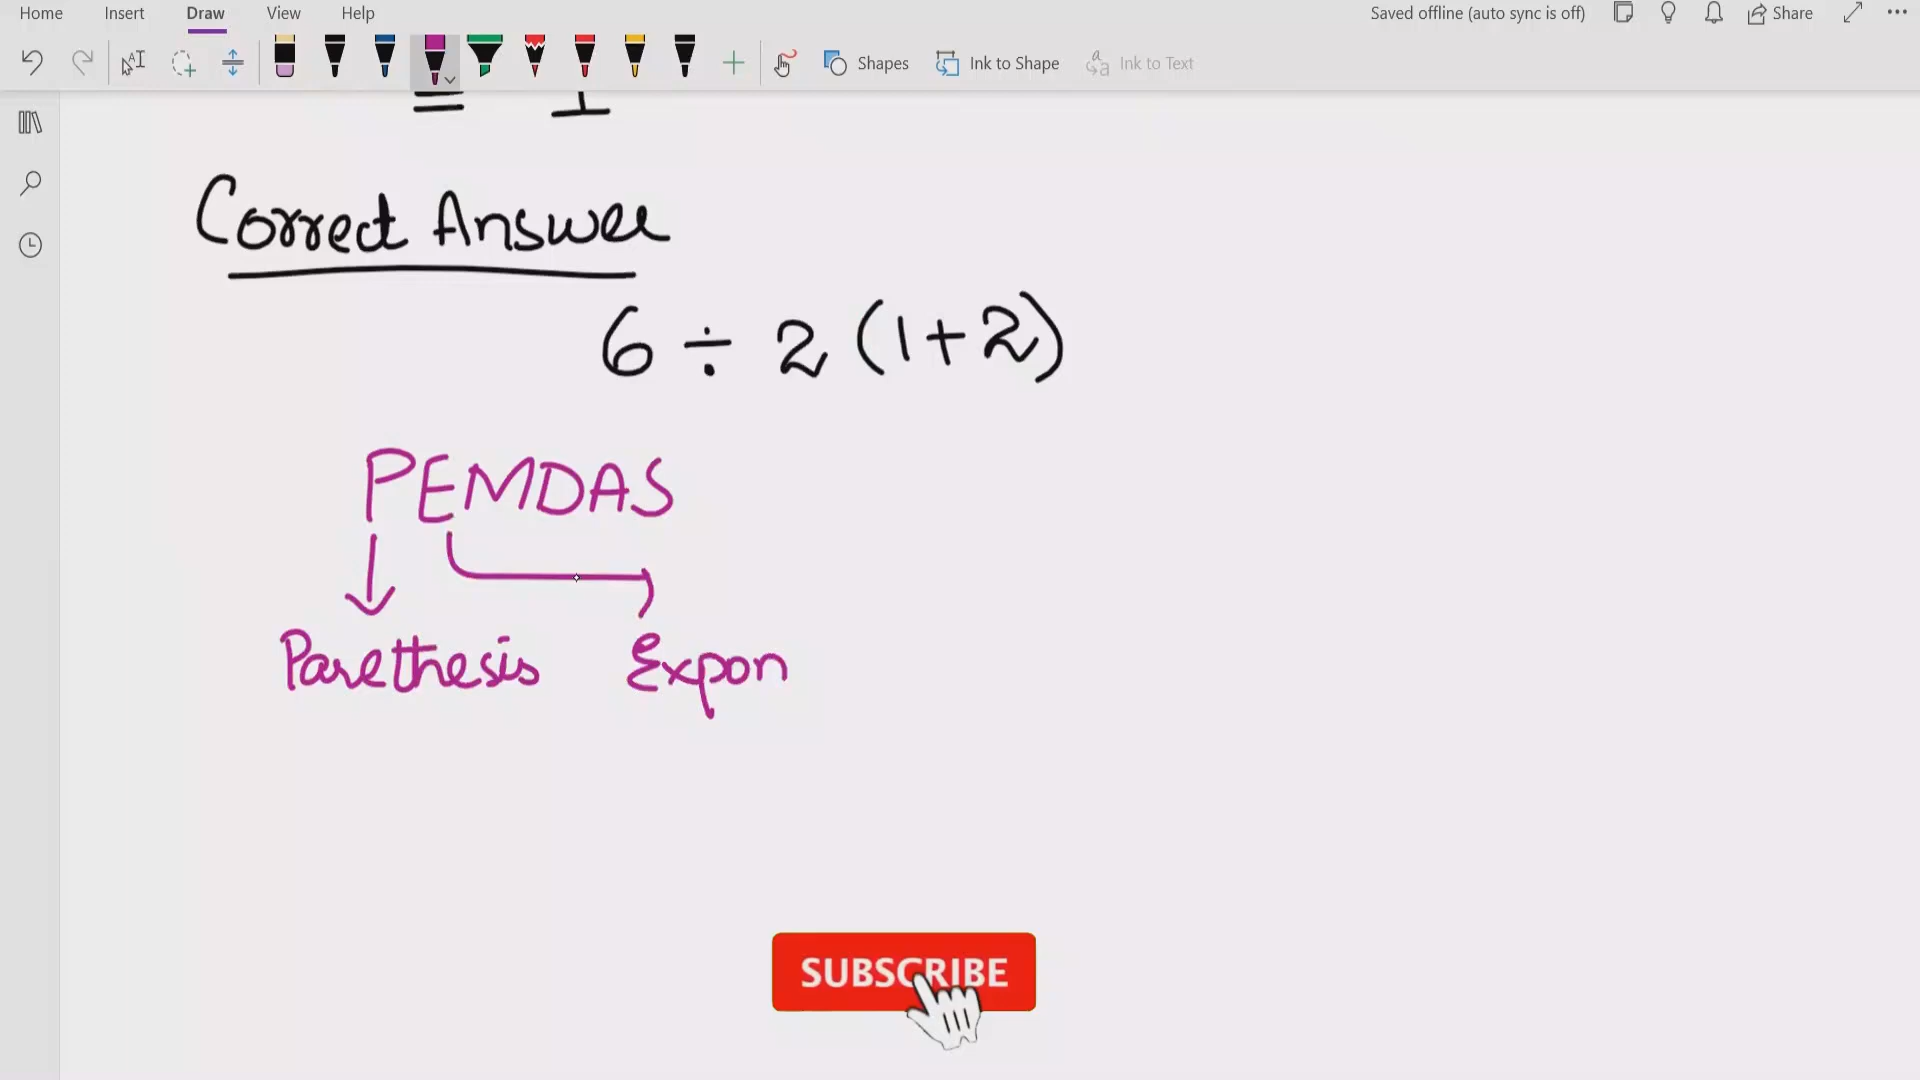 Home Insert Draw View Help Saved offline (auto sync is off) Share
Shapes Ink to Shape Ink to Text
= 1
Correct Answer
6 ÷ 2 (1+2)
PEMDAS
Parethesis Expon
SUBSCRIBE